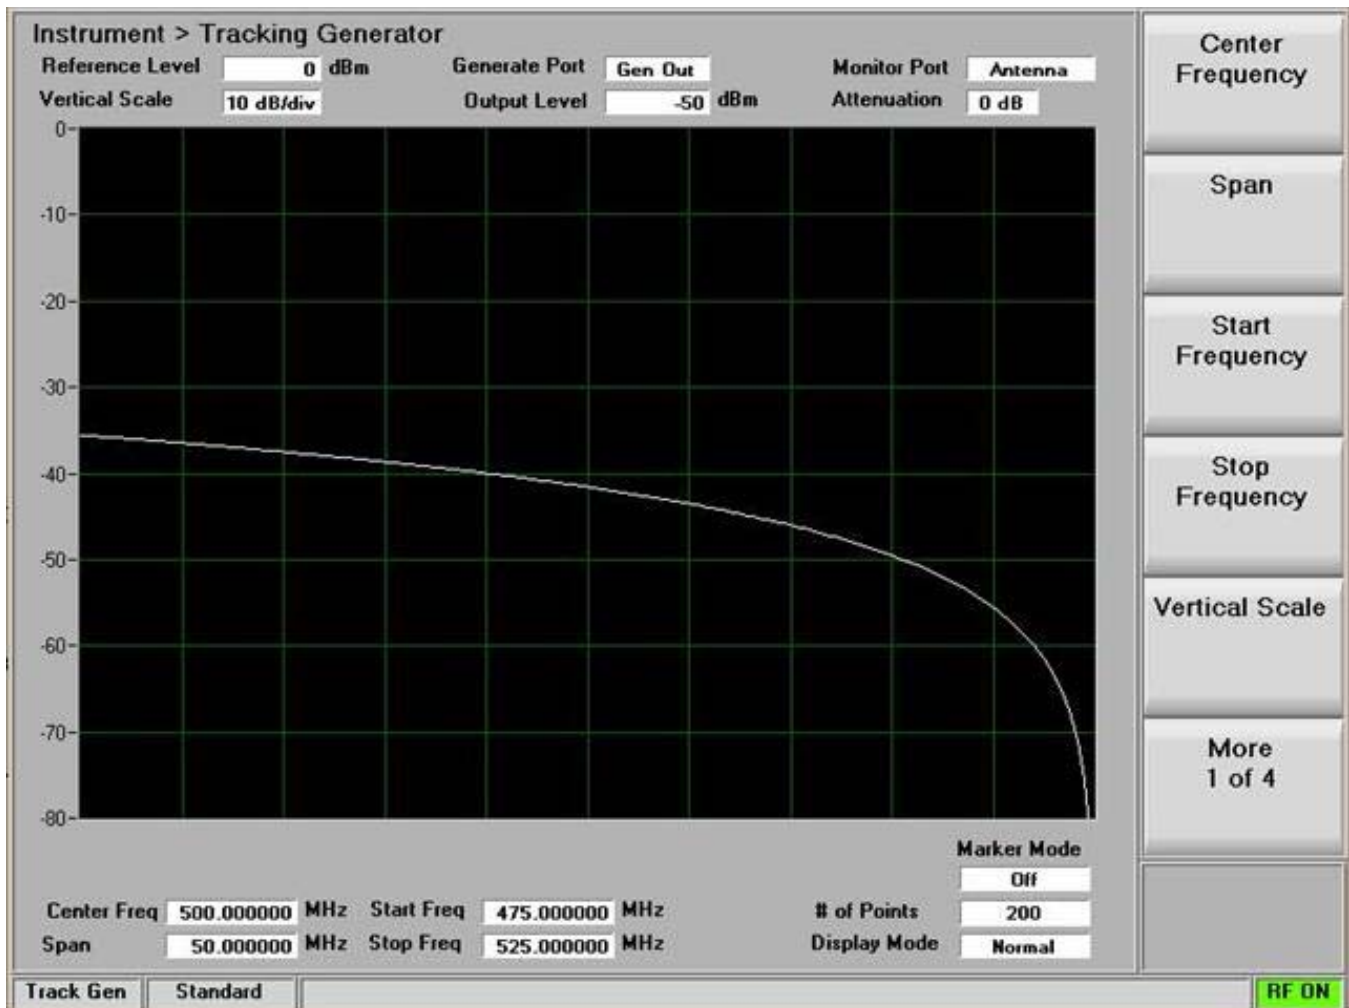 Instrument > Tracking Generator
Reference Level 0 dBm Generate Port Gen Out Monitor Port Antenna
Vertical Scale 10 dB/div Output Level -50 dBm Attenuation 0 dB
0
-10
-20
-30
-40
-50
-60
-70
-80
Marker Mode
Off
Center Freq 500.000000 MHz Start Freq 475.000000 MHz # of Points 200
Span 50.000000 MHz Stop Freq 525.000000 MHz Display Mode Normal
Center
Frequency
Span
Start
Frequency
Stop
Frequency
Vertical Scale
More
1 of 4
Track Gen Standard RF ON